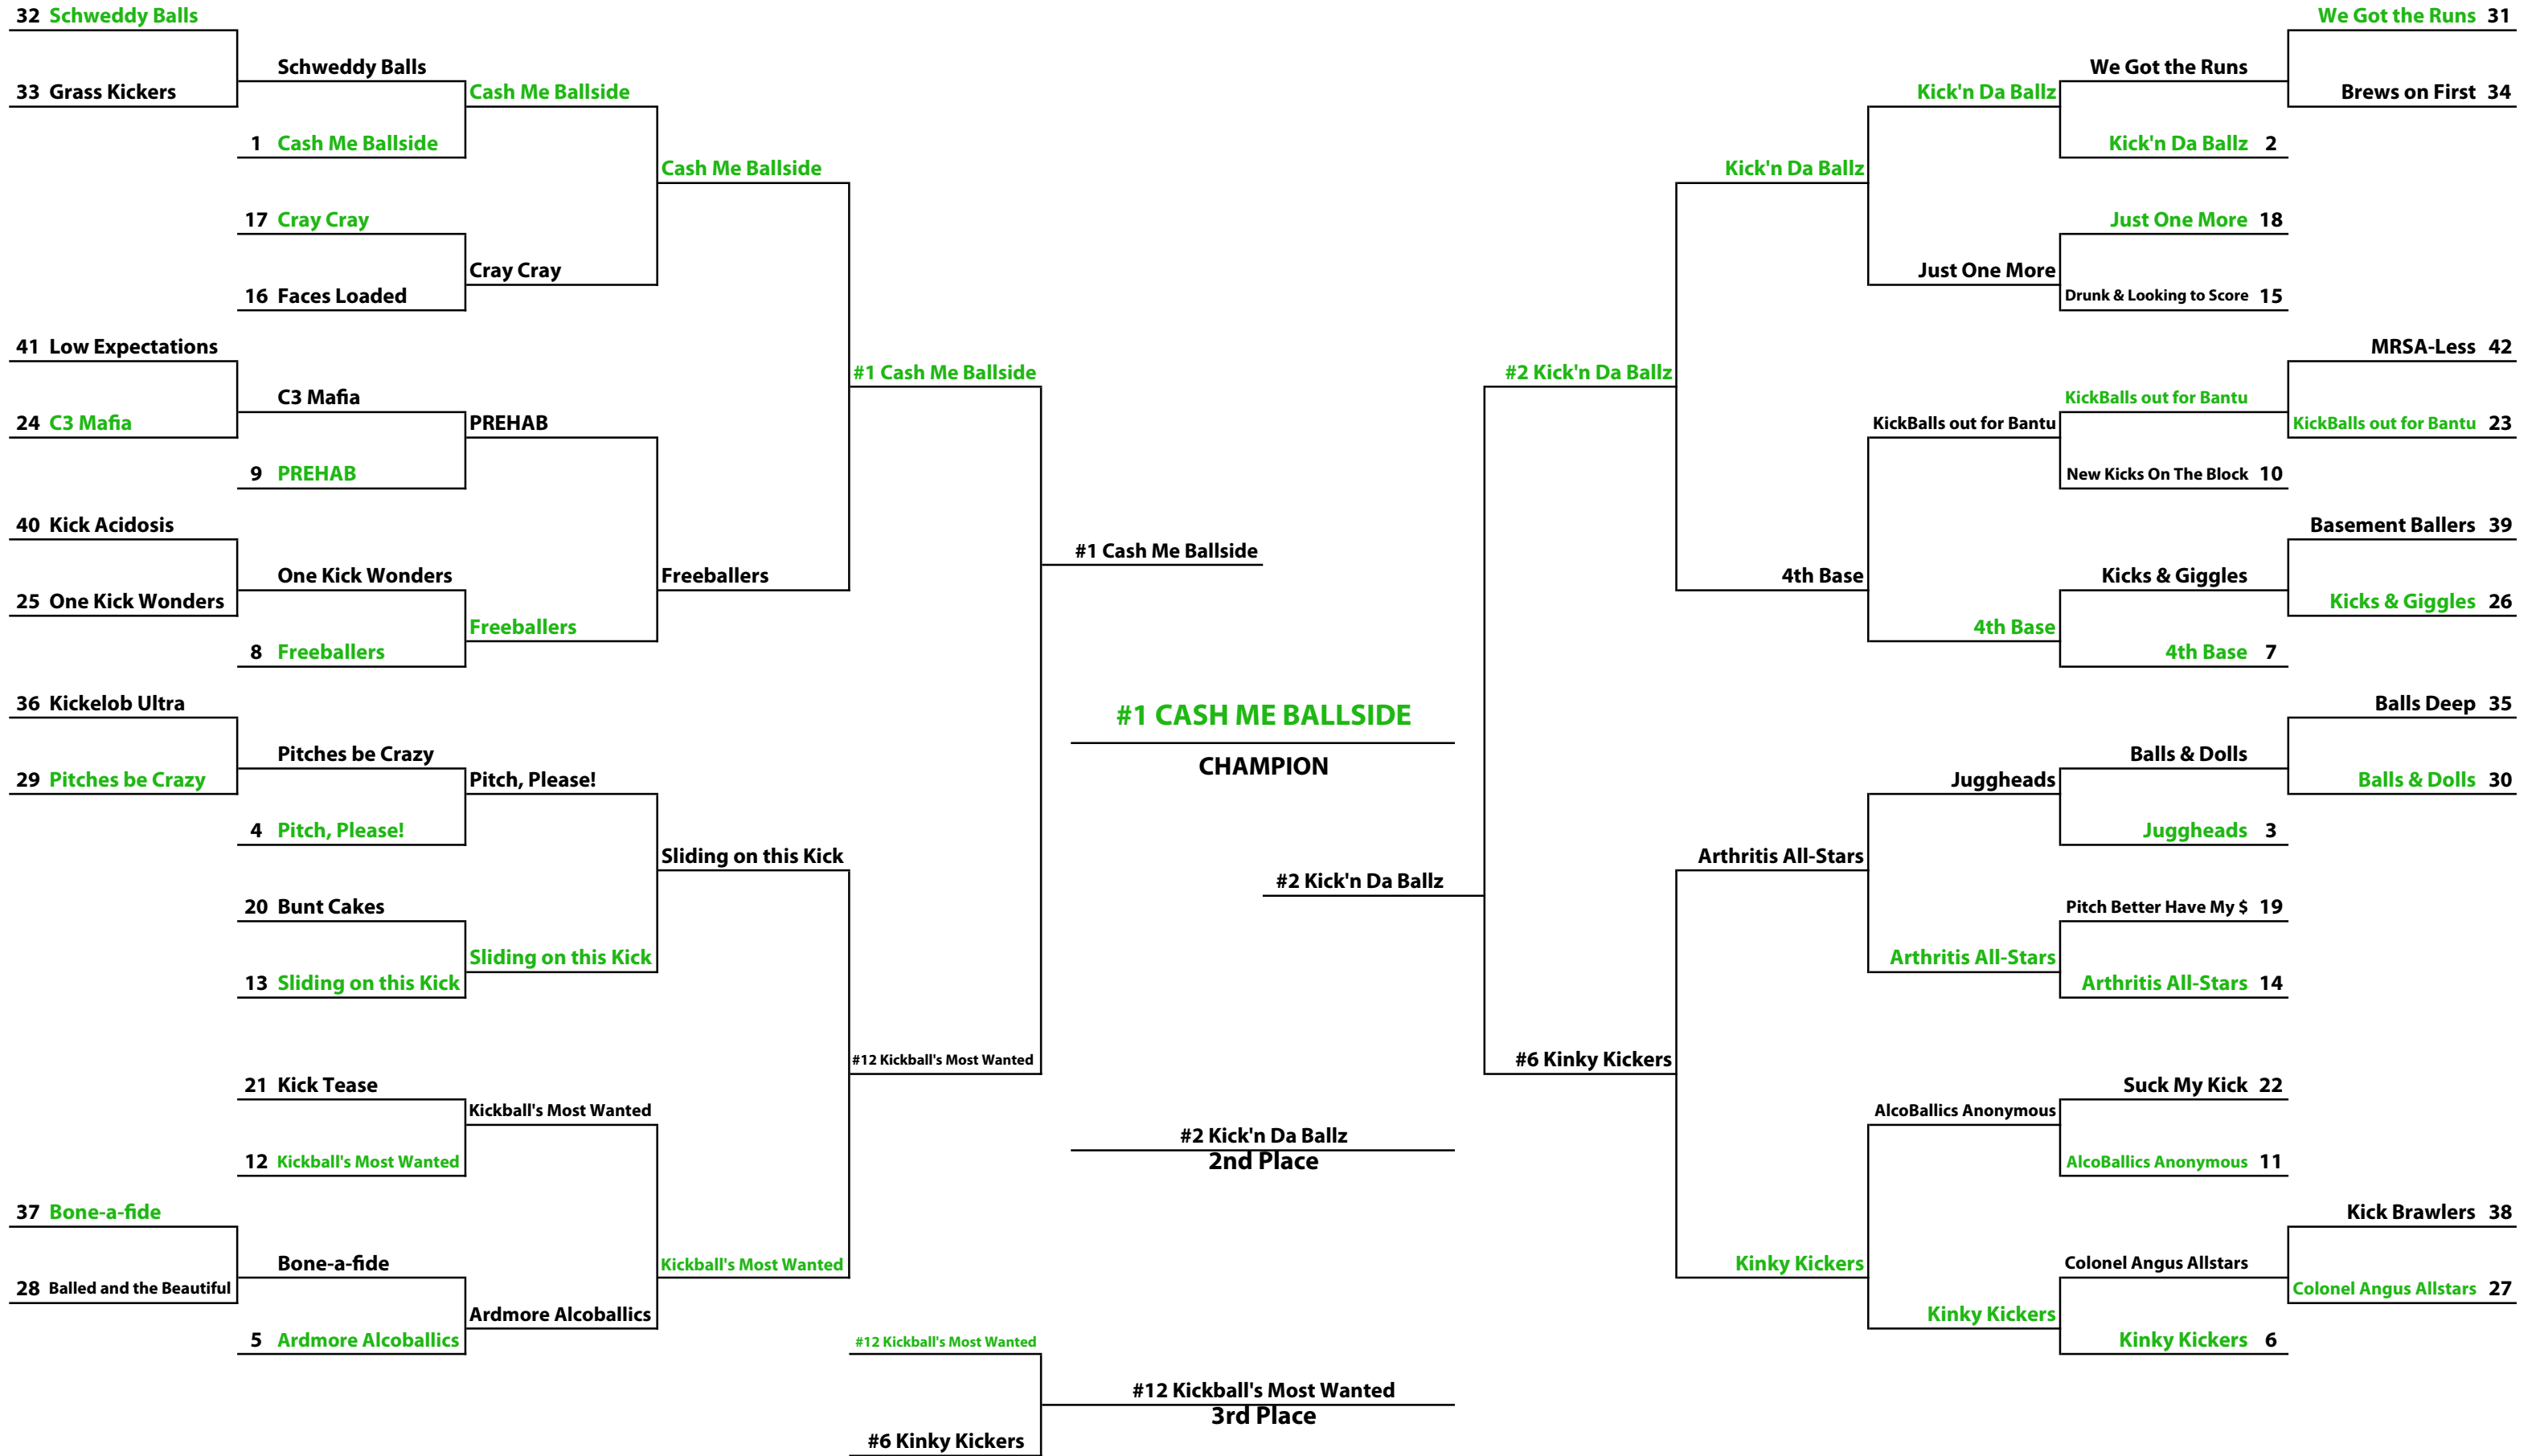 32 Schweddy Balls
33 Grass Kickers
Schweddy Balls
1 Cash Me Ballside
Cash Me Ballside
17 Cray Cray
16 Faces Loaded
Cray Cray
Cash Me Ballside
41 Low Expectations
24 C3 Mafia
C3 Mafia
9 PREHAB
PREHAB
40 Kick Acidosis
25 One Kick Wonders
One Kick Wonders
8 Freeballers
Freeballers
Freeballers
#1 Cash Me Ballside
36 Kickelob Ultra
29 Pitches be Crazy
Pitches be Crazy
4 Pitch, Please!
Pitch, Please!
20 Bunt Cakes
13 Sliding on this Kick
Sliding on this Kick
Sliding on this Kick
21 Kick Tease
12 Kickball's Most Wanted
Kickball's Most Wanted
37 Bone-a-fide
28 Balled and the Beautiful
Bone-a-fide
5 Ardmore Alcoballics
Ardmore Alcoballics
Kickball's Most Wanted
#12 Kickball's Most Wanted
#1 Cash Me Ballside
#1 CASH ME BALLSIDE
CHAMPION
#2 Kick'n Da Ballz
#2 Kick'n Da Ballz
2nd Place
#12 Kickball's Most Wanted
#6 Kinky Kickers
#12 Kickball's Most Wanted
3rd Place
We Got the Runs 31
Brews on First 34
We Got the Runs
Kick'n Da Ballz 2
Kick'n Da Ballz
Just One More 18
Drunk & Looking to Score 15
Just One More
Kick'n Da Ballz
MRSA-Less 42
KickBalls out for Bantu 23
KickBalls out for Bantu
New Kicks On The Block 10
KickBalls out for Bantu
Basement Ballers 39
Kicks & Giggles 26
Kicks & Giggles
4th Base 7
4th Base
4th Base
#2 Kick'n Da Ballz
Balls Deep 35
Balls & Dolls 30
Balls & Dolls
Juggheads 3
Juggheads
Pitch Better Have My $ 19
Arthritis All-Stars 14
Arthritis All-Stars
Arthritis All-Stars
Suck My Kick 22
AlcoBallics Anonymous 11
AlcoBallics Anonymous
Kick Brawlers 38
Colonel Angus Allstars 27
Colonel Angus Allstars
Kinky Kickers 6
Kinky Kickers
Kinky Kickers
#6 Kinky Kickers